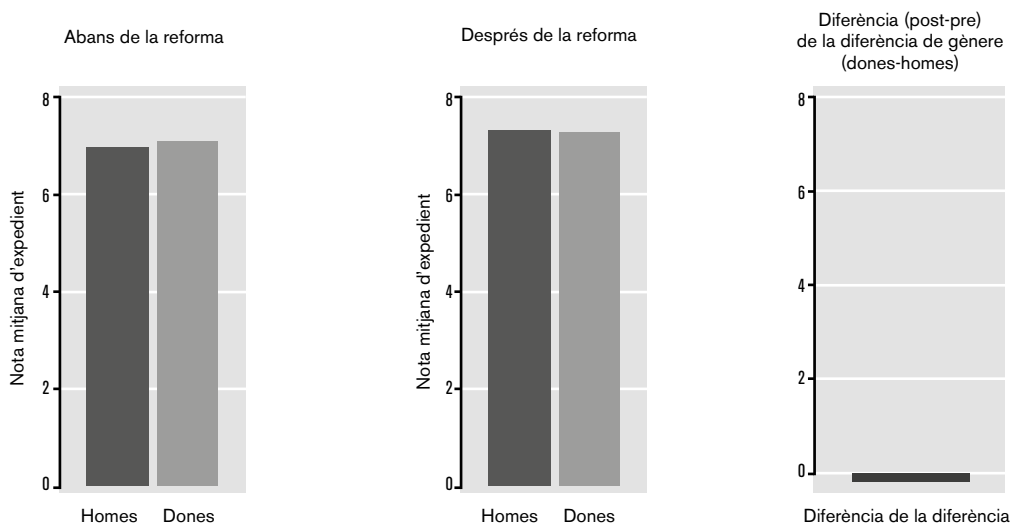 Abans de la reforma
Nota mitjana d’expedient
8
6
4
2
0
Homes Dones
Després de la reforma
Nota mitjana d’expedient
8
6
4
2
0
Homes Dones
Diferència (post-pre)
de la diferència de gènere
(dones-homes)
8
6
4
2
0
Diferència de la diferència